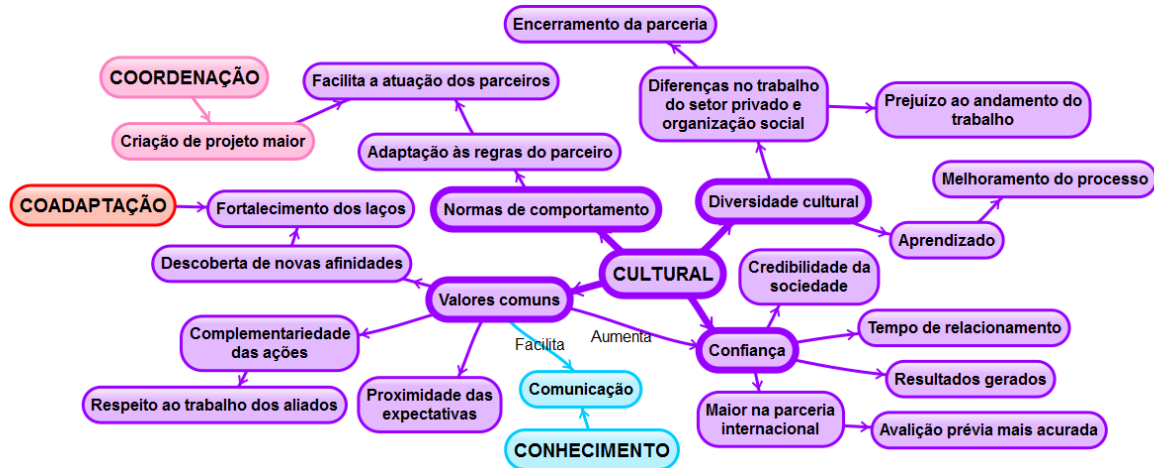 Encerramento da parceria
COORDENAÇÃO
Facilita a atuação dos parceiros
Diferenças no trabalho
do setor privado e
organização social
Prejuízo ao andamento do
trabalho
Criação de projeto maior
Adaptação às regras do parceiro
Melhoramento do processo
COADAPTAÇÃO
Fortalecimento dos laços
Normas de comportamento
Diversidade cultural
Aprendizado
Descoberta de novas afinidades
CULTURAL
Credibilidade da
sociedade
Valores comuns
Complementariedade
das ações
Facilita
Aumenta
Confiança
Tempo de relacionamento
Resultados gerados
Respeito ao trabalho dos aliados
Proximidade das
expectativas
Comunicação
Maior na parceria
internacional
Avalição prévia mais acurada
CONHECIMENTO